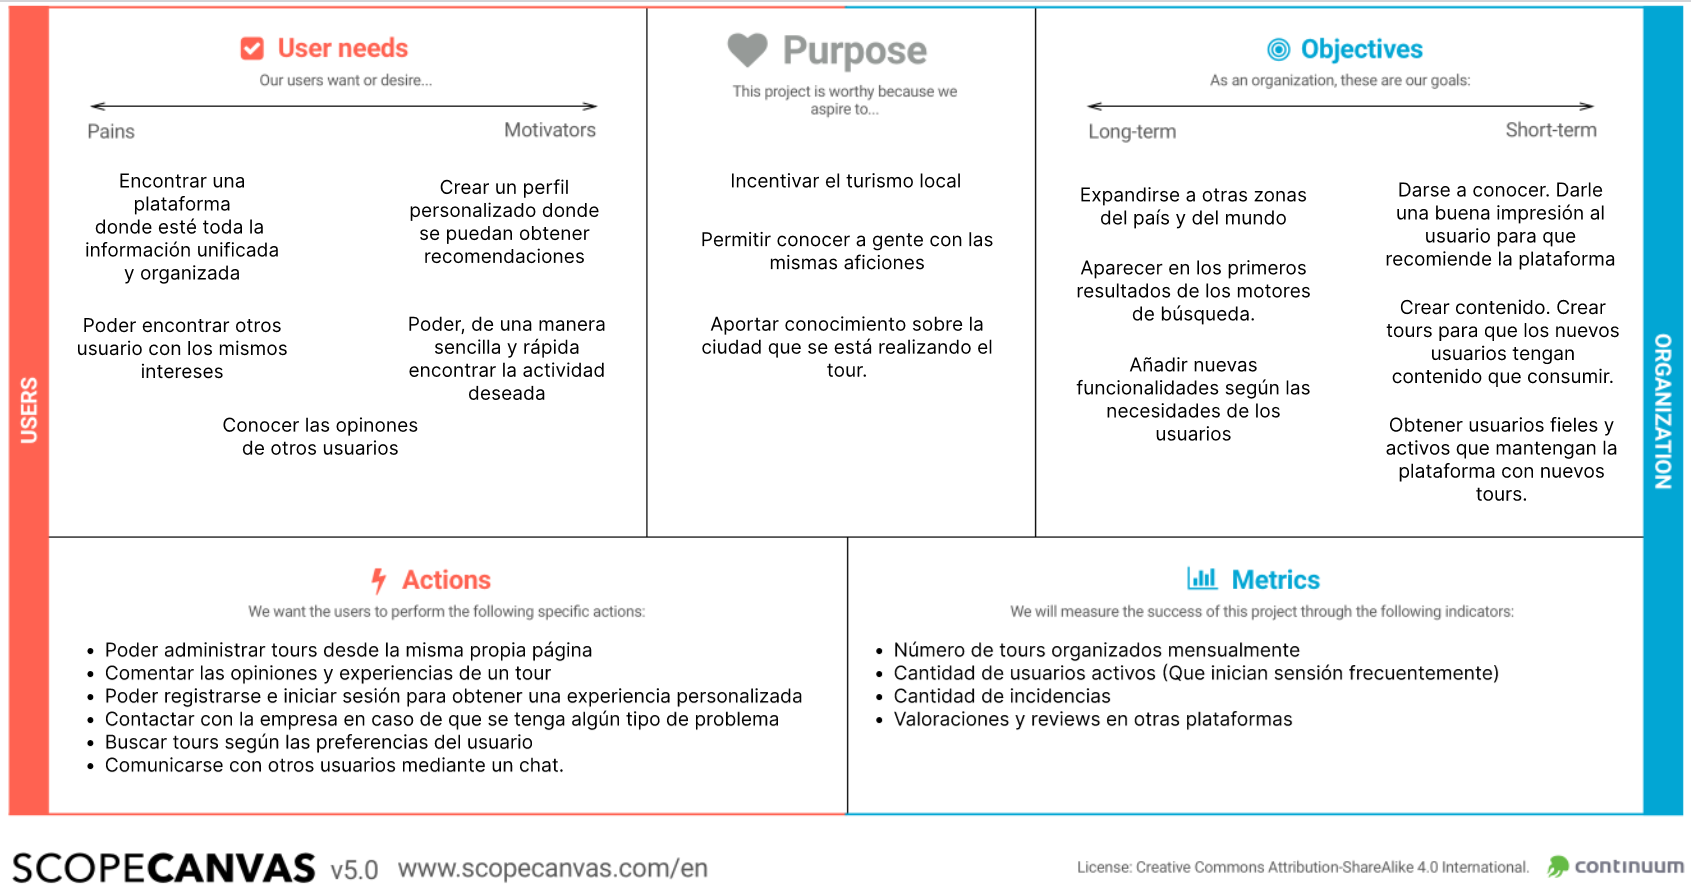 User needs
Our users want or desire...
Pains
Motivators
Encontrar una
plataforma
donde esté toda la
información unificada
y organizada
Crear un perfil
personalizado donde
se puedan obtener
recomendaciones
Poder encontrar otros
usuario con los mismos
intereses
Poder, de una manera
sencilla y rápida
encontrar la actividad
deseada
Conocer las opinones
de otros usuarios
Purpose
This project is worthy because we
aspire to...
Incentivar el turismo local
Permitir conocer a gente con las
mismas aficiones
Aportar conocimiento sobre la
ciudad que se está realizando el
tour.
Objectives
As an organization, these are our goals:
Long-term
Short-term
Expandirse a otras zonas
del país y del mundo
Aparecer en los primeros
resultados de los motores
de búsqueda.
Añadir nuevas
funcionalidades según las
necesidades de los
usuarios
Darse a conocer. Darle
una buena impresión al
usuario para que
recomiende la plataforma
Crear contenido. Crear
tours para que los nuevos
usuarios tengan
contenido que consumir.
Obtener usuarios fieles y
activos que mantengan la
plataforma con nuevos
tours.
USERS
ORGANIZATION
Actions
We want the users to perform the following specific actions:
• Poder administrar tours desde la misma propia página
• Comentar las opiniones y experiencias de un tour
• Poder registrarse e iniciar sesión para obtener una experiencia personalizada
• Contactar con la empresa en caso de que se tenga algún tipo de problema
• Buscar tours según las preferencias del usuario
• Comunicarse con otros usuarios mediante un chat.
Metrics
We will measure the success of this project through the following indicators:
• Número de tours organizados mensualmente
• Cantidad de usuarios activos (Que inician sensión frecuentemente)
• Cantidad de incidencias
• Valoraciones y reviews en otras plataformas
SCOPECANVAS v5.0 www.scopecanvas.com/en
License: Creative Commons Attribution-ShareAlike 4.0 International.
continuum